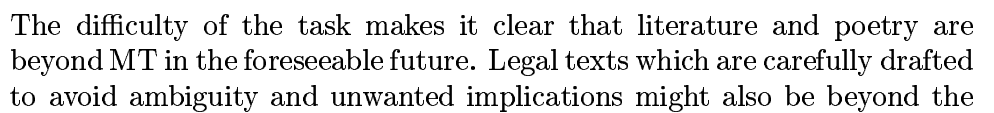 The difficulty of the task makes it clear that literature and poetry are
beyond MT in the foreseeable future. Legal texts which are carefully drafted
to avoid ambiguity and unwanted implications might also be beyond the